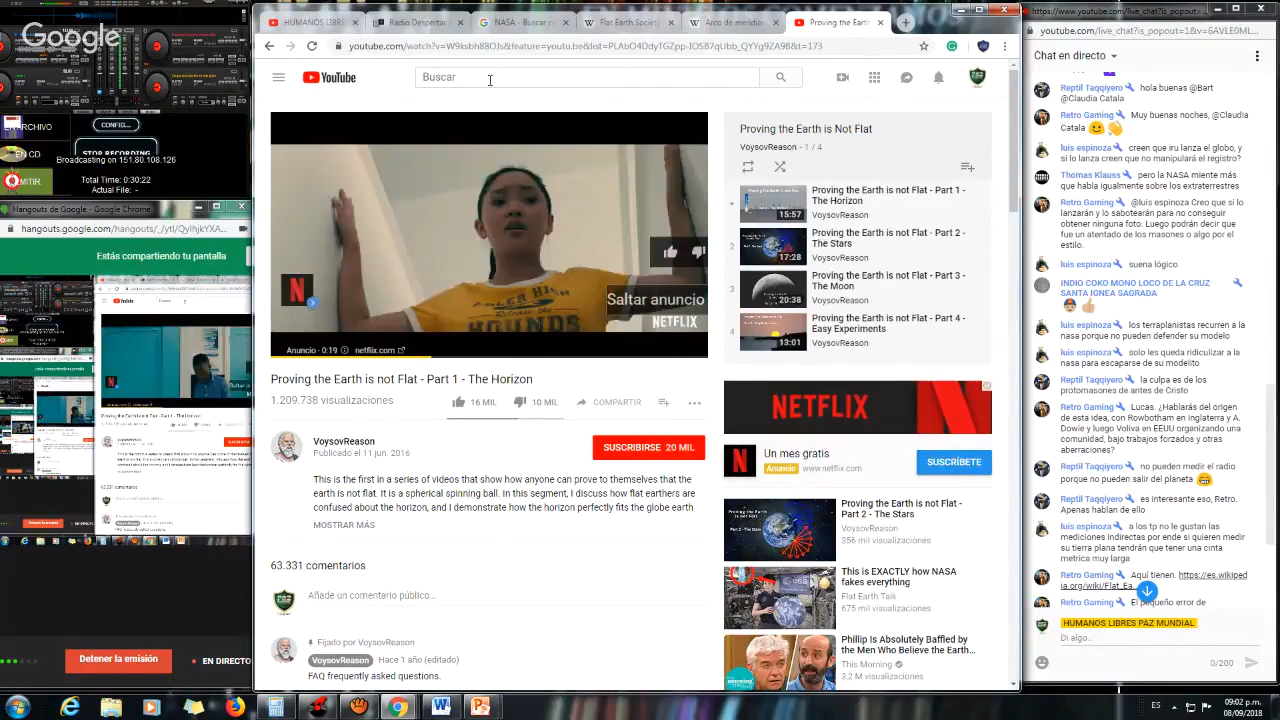 Google
CONFIG...
ARCHIVO
EN CD
STOP RECORDING
Broadcasting on 151.80.108.126
Total Time: 0:30:22
Actual File: -
Hangouts de Google - Google Chrome
Estás compartiendo tu pantalla
Detener la emisión
EN DIRECTO
HUMANOS LIBRES
Radio Despertar
NASA - Buscar co
Flat Earth Society
Arco de meridian
Proving the Earth
YouTube
Buscar
Saltar anuncio
NETFLIX
Anuncio · 0:19
netflix.com
Proving the Earth is not Flat - Part 1 - The Horizon
1.209.738 visualizaciones
16 MIL
10 MIL
COMPARTIR
VoysovReason
Publicado el 11 jun. 2016
SUSCRIBIRSE 20 MIL
This is the first in a series of videos that show how anyone can prove to themselves that the
earth is not flat. It is a spherical spinning ball. In this segment, I discuss how flat earthers are
confused about the horizon, and I demonstrate how the horizon perfectly fits the globe earth
MOSTRAR MÁS
63.331 comentarios
Añade un comentario público...
Fijado por VoysovReason
VoysovReason Hace 1 año (editado)
FAQ frequently asked questions.
Proving the Earth is Not Flat
VoysovReason - 1 / 4
Proving the Earth is not Flat - Part 1 -
The Horizon
VoysovReason
15:57
2
Proving the Earth is not Flat - Part 2 -
The Stars
VoysovReason
17:28
3
Proving the Earth is not Flat - Part 3 -
The Moon
VoysovReason
20:38
4
Proving the Earth is not Flat - Part 4 -
Easy Experiments
VoysovReason
13:01
NETFLIX
Un mes gratis
Anuncio www.netflix.com
SUSCRÍBETE
Proving the Earth is not Flat -
Part 2 - The Stars
VoysovReason
356 mil visualizaciones
This is EXACTLY how NASA
fakes everything
Flat Earth Talk
675 mil visualizaciones
Phillip Is Absolutely Baffled by
the Men Who Believe the Earth...
This Morning
3,2 M visualizaciones
https://www.youtube.com/live_chat?is_popout=1...
youtube.com/live_chat?is_popout=1&v=6AVLE0ML...
Chat en directo
Reptil Taqqiyero hola buenas @Bart
@Claudia Catala
Retro Gaming Muy buenas noches, @Claudia
Catala
luis espinoza creen que iru lanza el globo, y
si lo lanza creen que no manipulará el registro?
Thomas Klauss pero la NASA miente más
que habla igualmente sobre los extraterrestres
Retro Gaming @luis espinoza Creo que sí lo
lanzarán y lo sabotearán para no conseguir
obtener ninguna foto. Luego podrán decir que
fue un atentado de los masones o algo por el
estilo.
luis espinoza suena lógico
INDIO COKO MONO LOCO DE LA CRUZ
SANTA IGNEA SAGRADA
luis espinoza los terraplanistas recurren a la
nasa porque no pueden defender su modelo
luis espinoza solo les queda ridiculizar a la
nasa para escaparse de su modelito
Reptil Taqqiyero la culpa es de los
protomasones de antes de Cristo
Retro Gaming Lucas. ¿Hablarás del origen
de esta idea, con Rowbotham en Inglaterra y A.
Dowie y luego Voliva en EEUU organizando una
comunidad, bajo trabajos forzados y otras
aberraciones?
Reptil Taqqiyero no pueden medir el radio
porque no pueden salir del planeta
Reptil Taqqiyero es interesante eso, Retro.
Apenas hablan de ello
luis espinoza a los tp no le gustan las
mediciones indirectas por ende si quieren medir
su tierra plana tendrán que tener una cinta
metrica muy larga
Retro Gaming Aquí tienen. https://es.wikiped
ia.org/wiki/Flat_Ea
Retro Gaming El pequeño error de
HUMANOS LIBRES PAZ MUNDIAL
Di algo...
0/200
ES
09:02 p.m.
08/09/2018